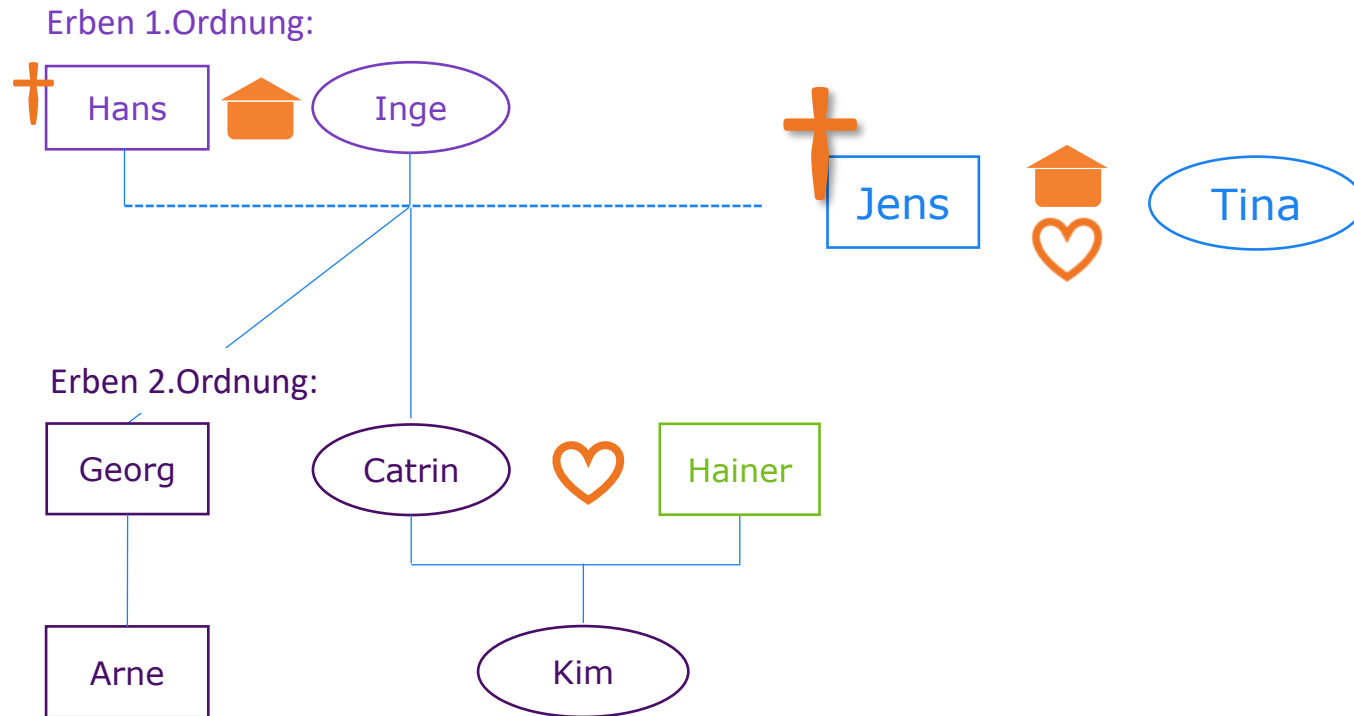 Erben 1.Ordnung:
Hans
Inge
Jens
Tina
Erben 2.Ordnung:
Georg
Catrin
Hainer
Arne
Kim